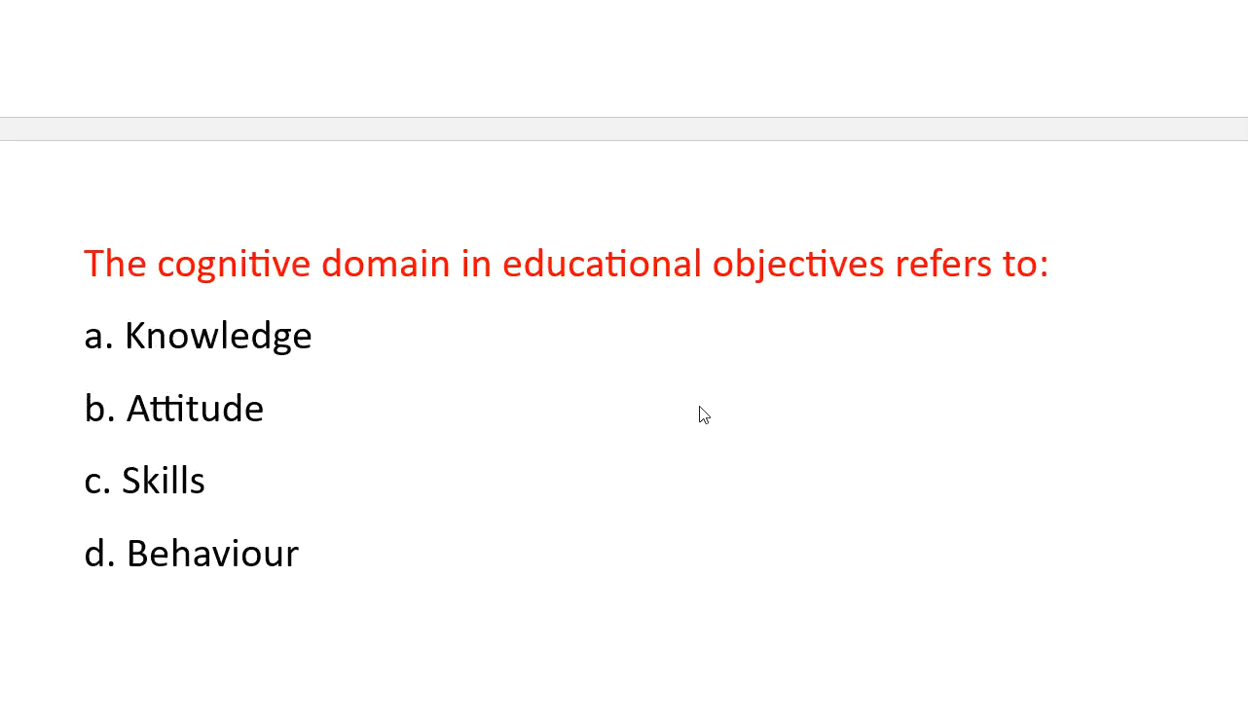 The cognitive domain in educational objectives refers to:
a. Knowledge
b. Attitude
c. Skills
d. Behaviour